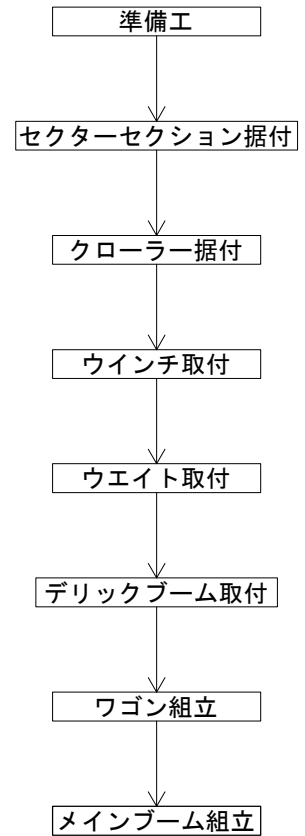 準備工
セクターセクション据付
クローラー据付
ウインチ取付
ウエイト取付
デリックブーム取付
ワゴン組立
メインブーム組立